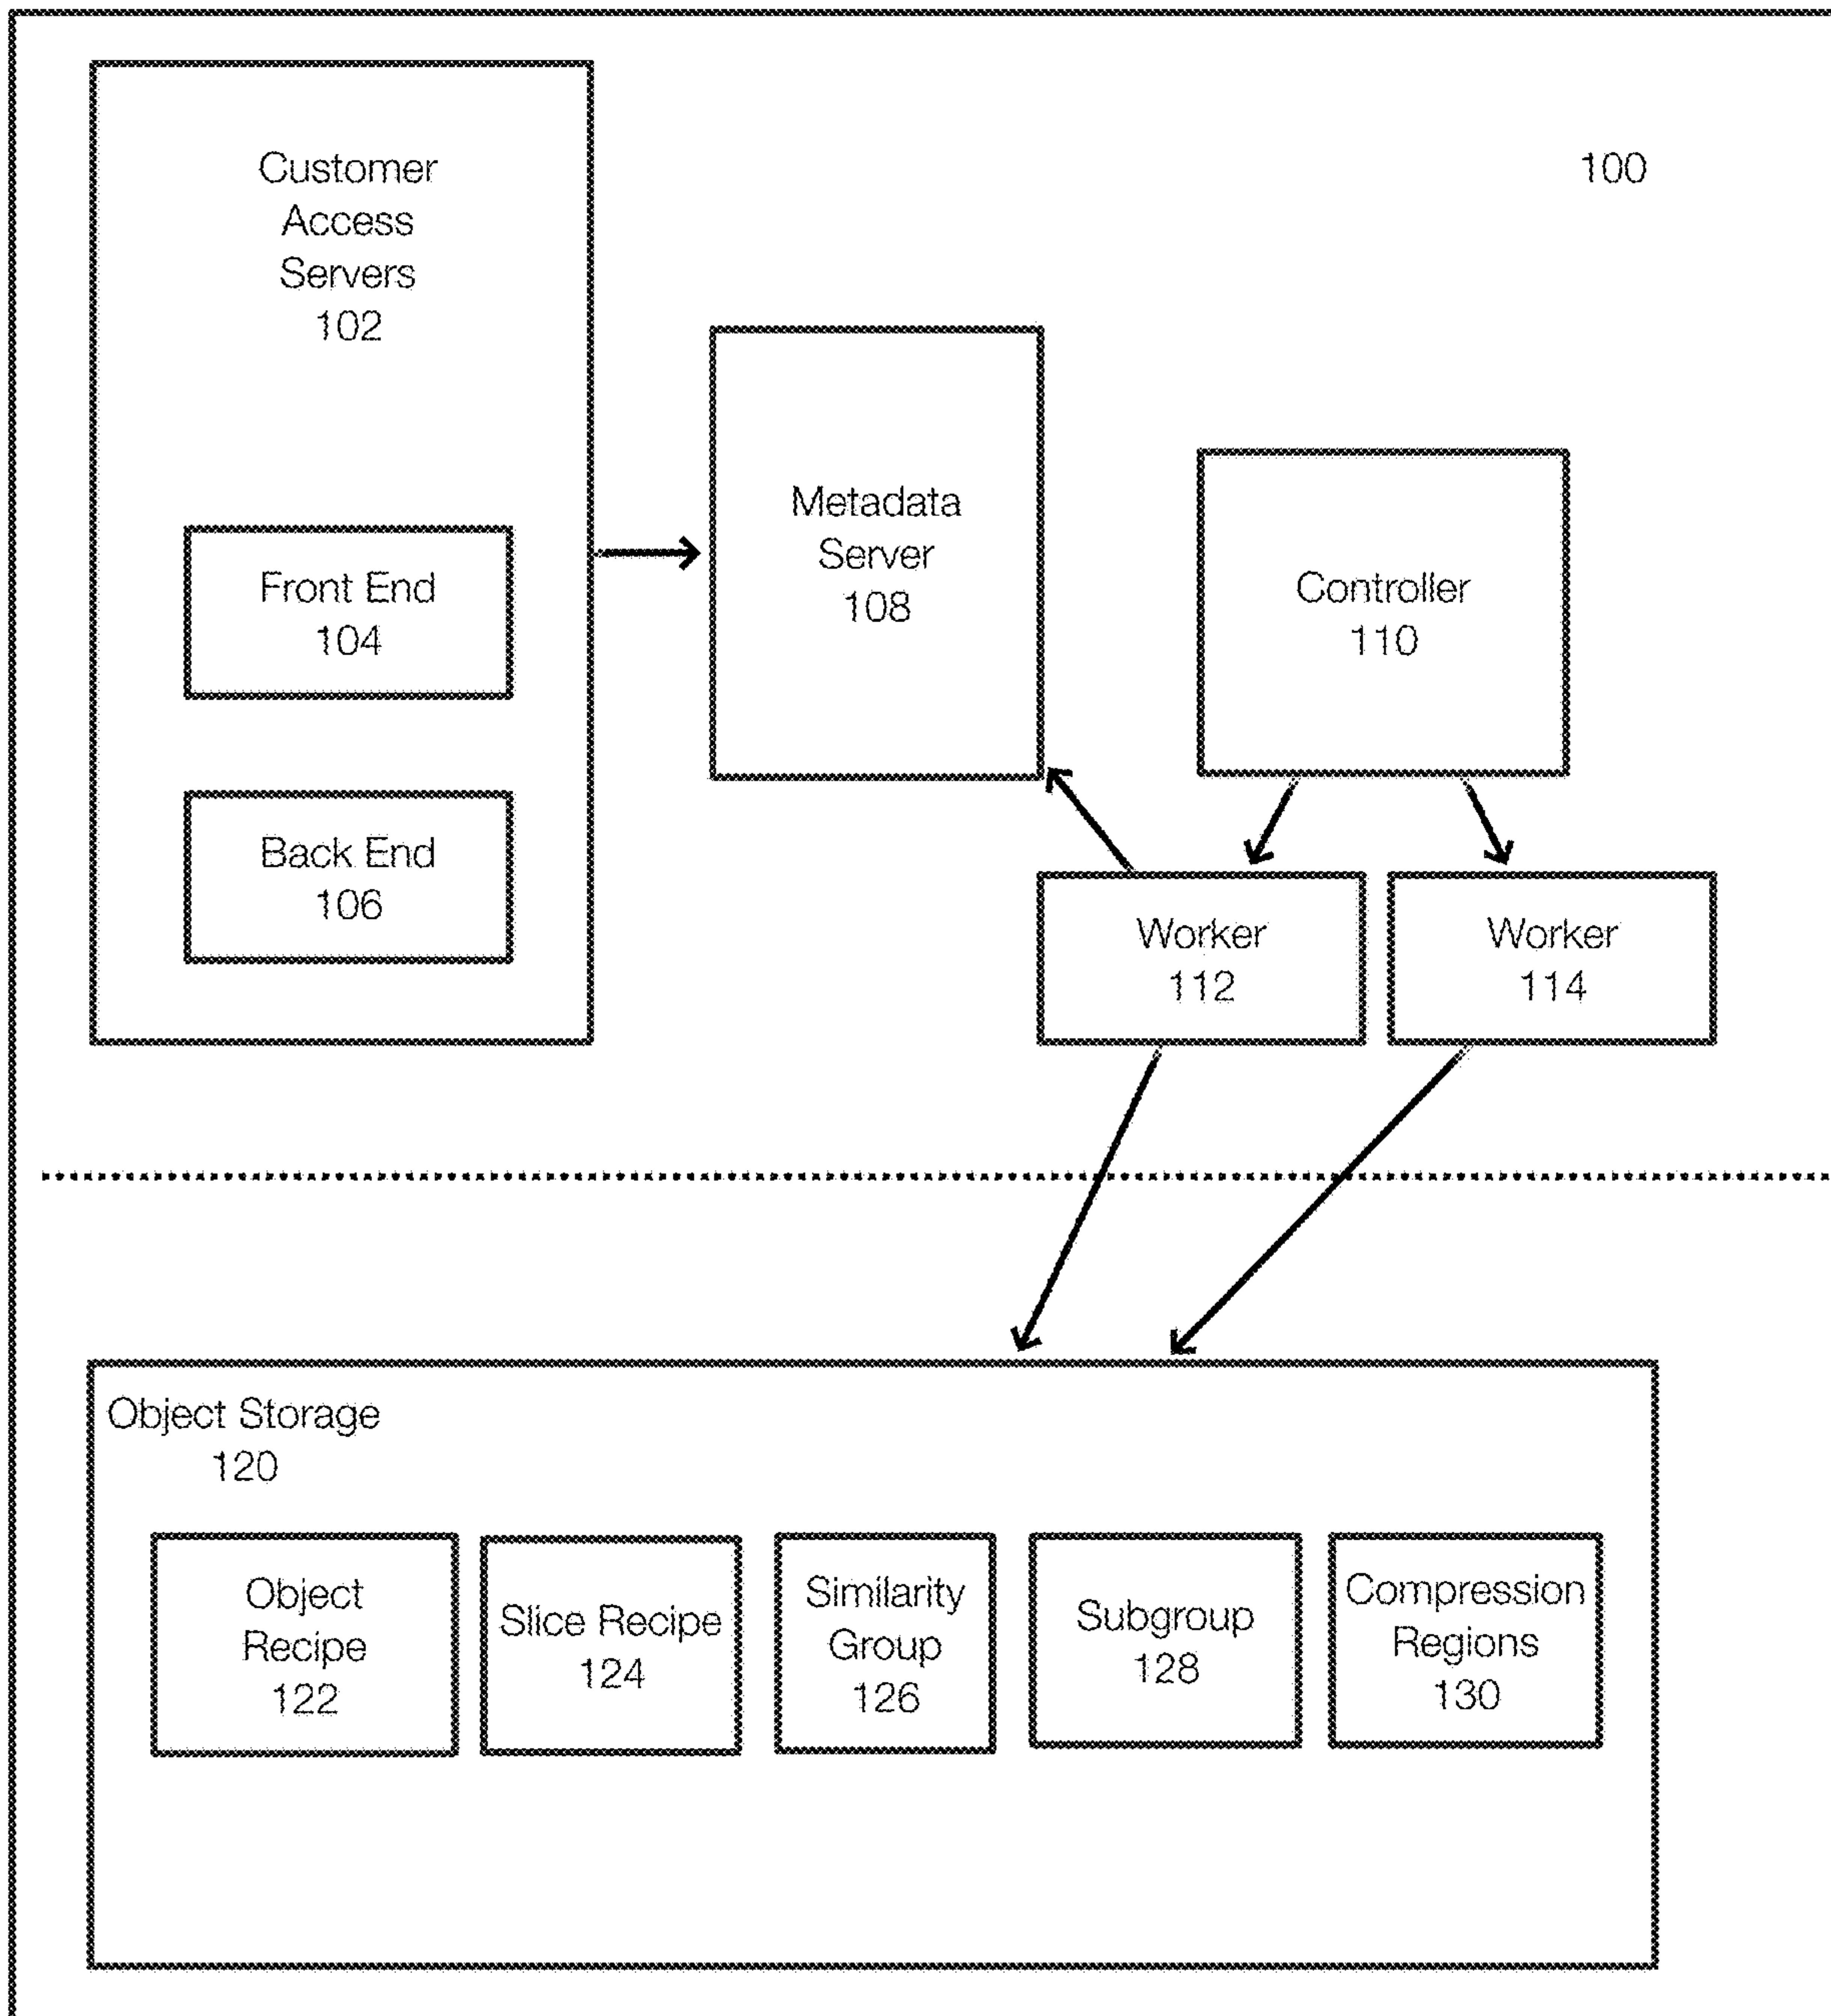 Customer
Access
Servers
102
100
Front End
104
Back End
106
Metadata
Server
108
Controller
110
Worker
112
Worker
114
Object Storage
120
Object
Recipe
122
Slice Recipe
124
Similarity
Group
126
Subgroup
128
Compression
Regions
130